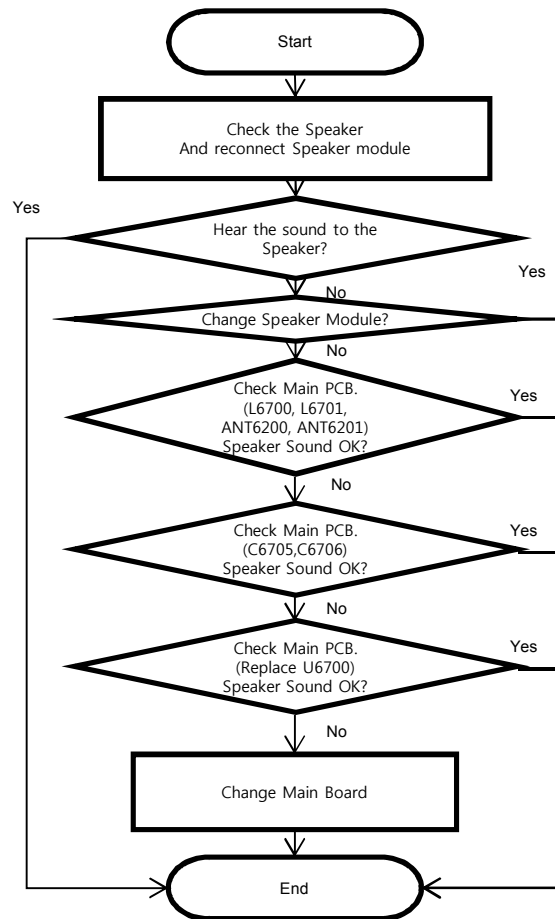 Start
Check the Speaker
And reconnect Speaker module
Yes
Hear the sound to the
Speaker?
Yes
No
Change Speaker Module?
No
Check Main PCB.
(L6700, L6701,
ANT6200, ANT6201)
Speaker Sound OK?
Yes
No
Check Main PCB.
(C6705,C6706)
Speaker Sound OK?
Yes
No
Check Main PCB.
(Replace U6700)
Speaker Sound OK?
Yes
No
Change Main Board
End